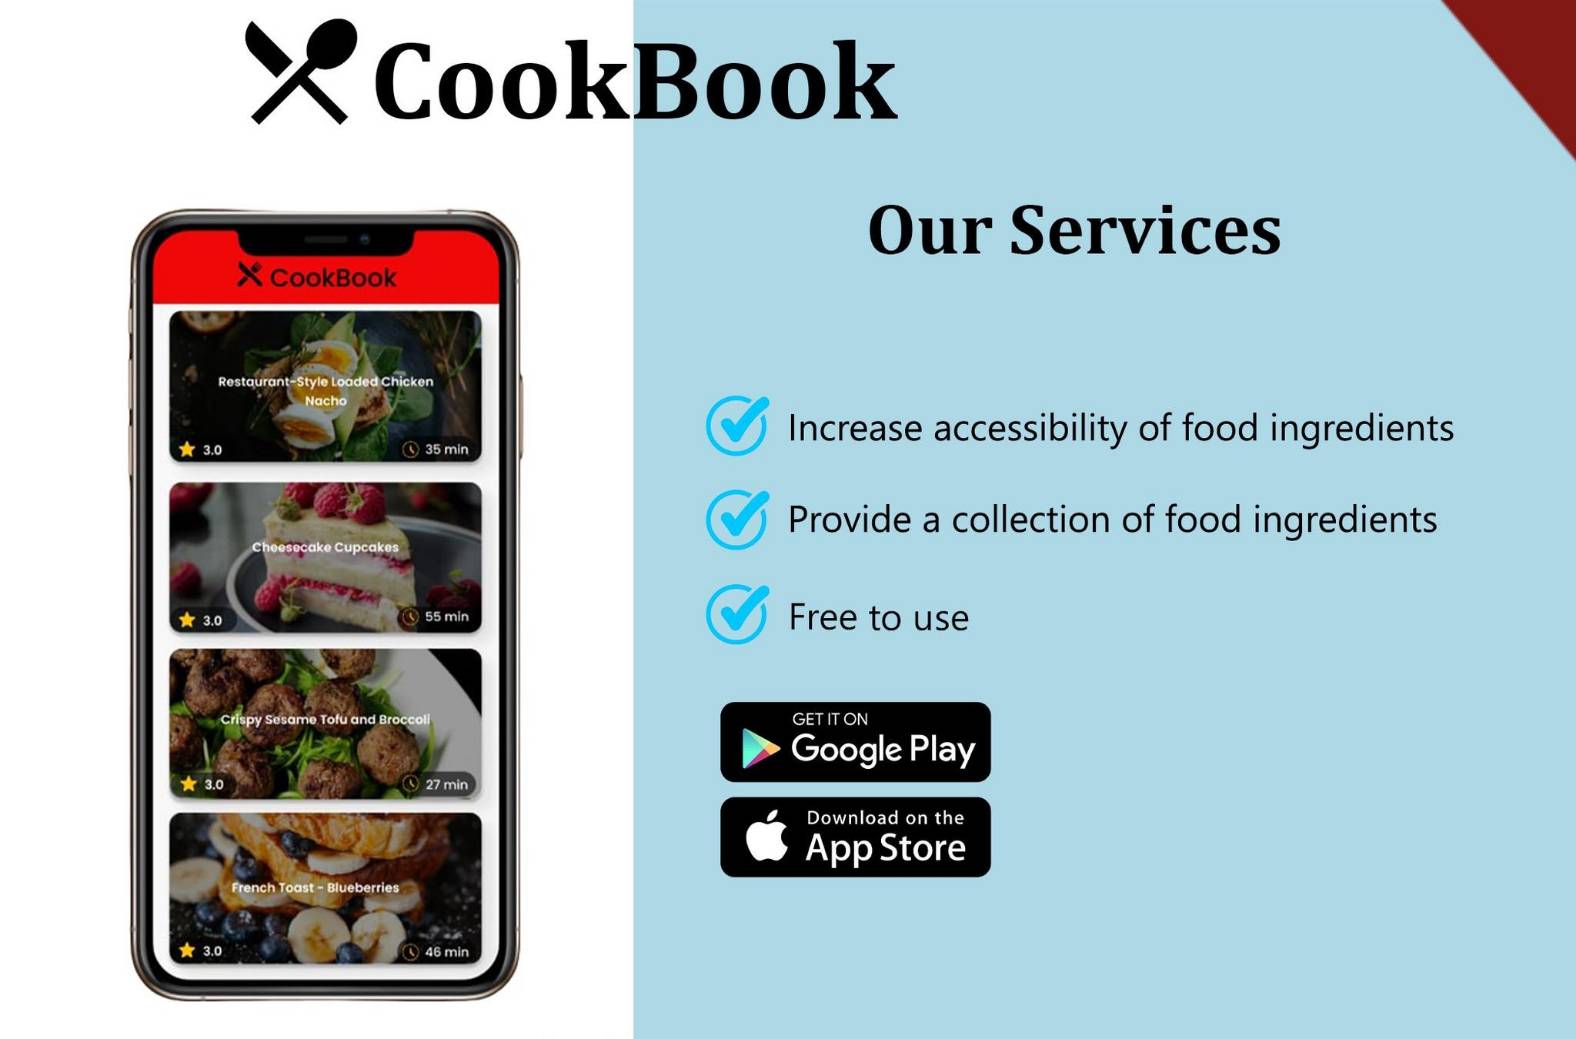 CookBook
CookBook
Restaurant-Style Loaded Chicken
Nacho
3.0
35 min
Cheesecake Cupcakes
3.0
55 min
Crispy Sesame Tofu and Broccoli
3.0
27 min
French Toast - Blueberries
3.0
46 min
Our Services
Increase accessibility of food ingredients
Provide a collection of food ingredients
Free to use
GET IT ON
Google Play
Download on the
App Store